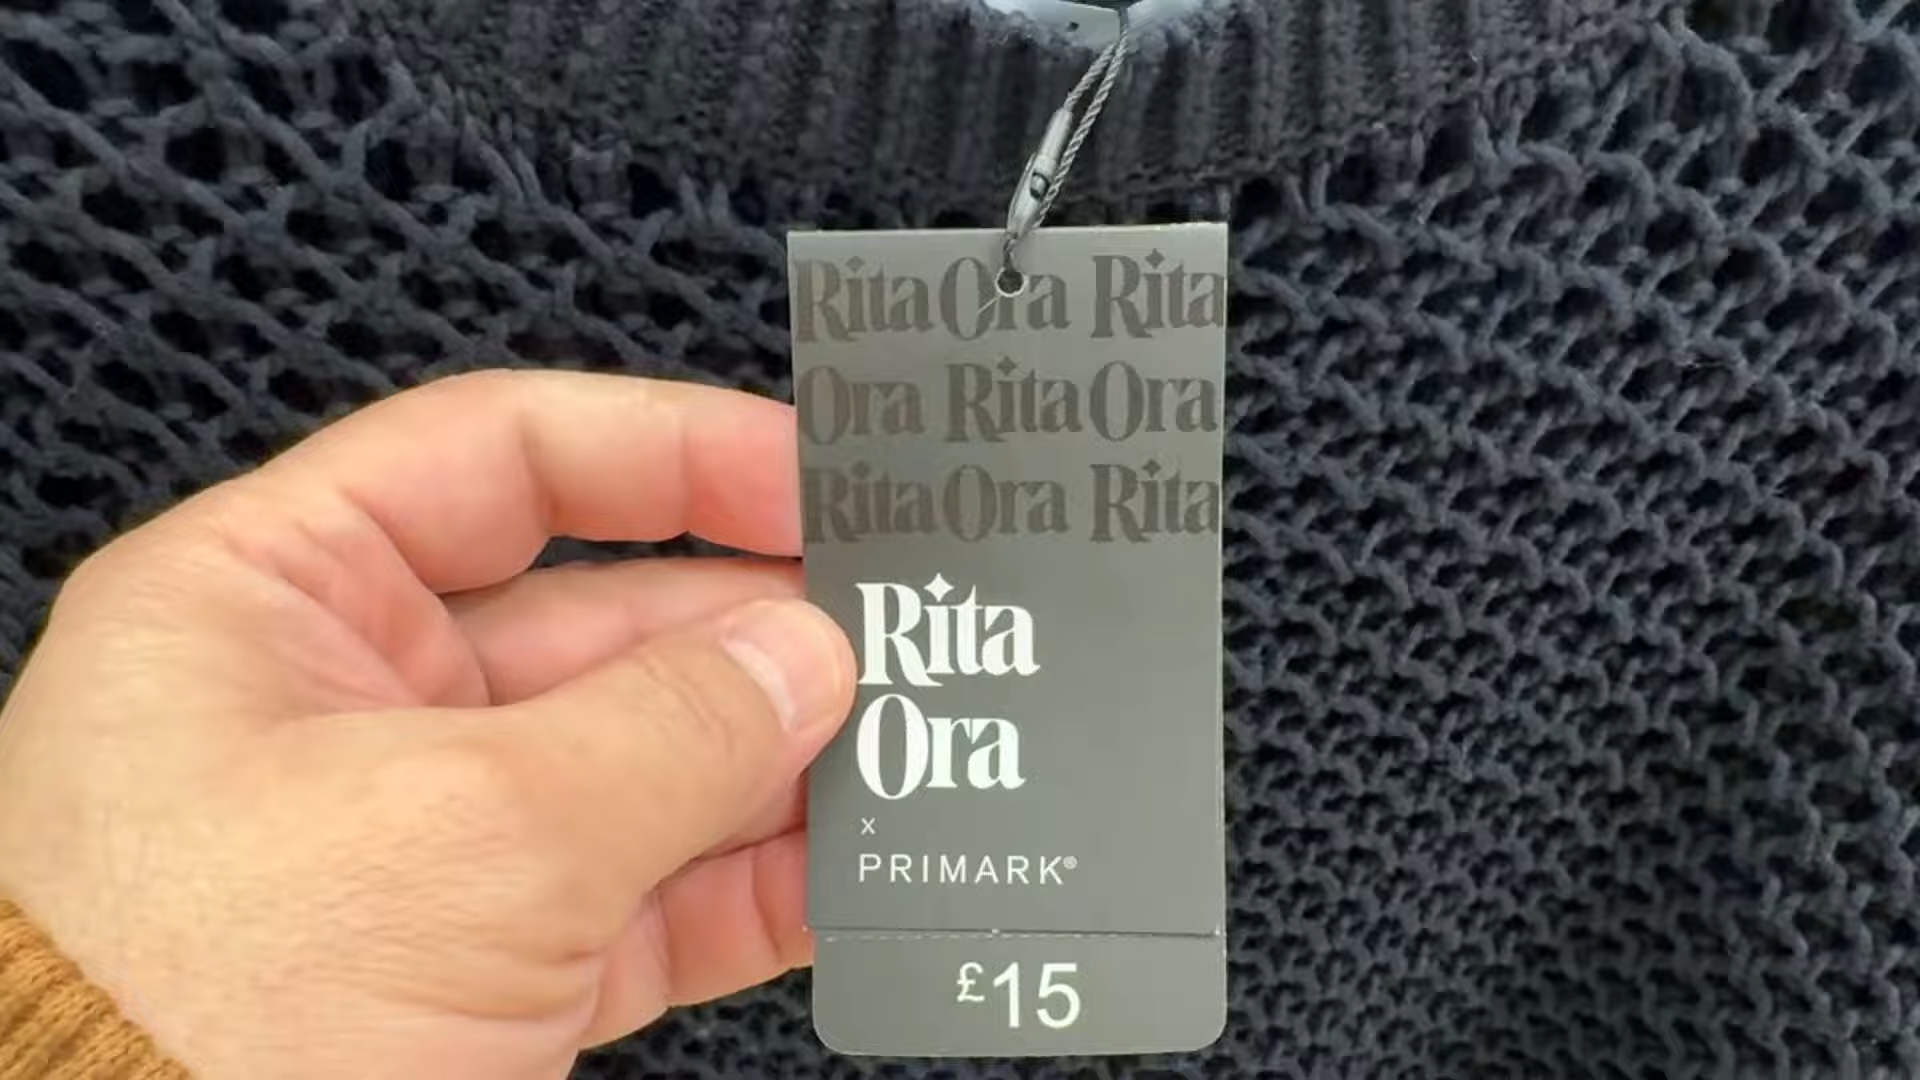 Rita Ora Rita
Ora Rita Ora
Rita Ora Rita
Rita
Ora
x
PRIMARK®
£15